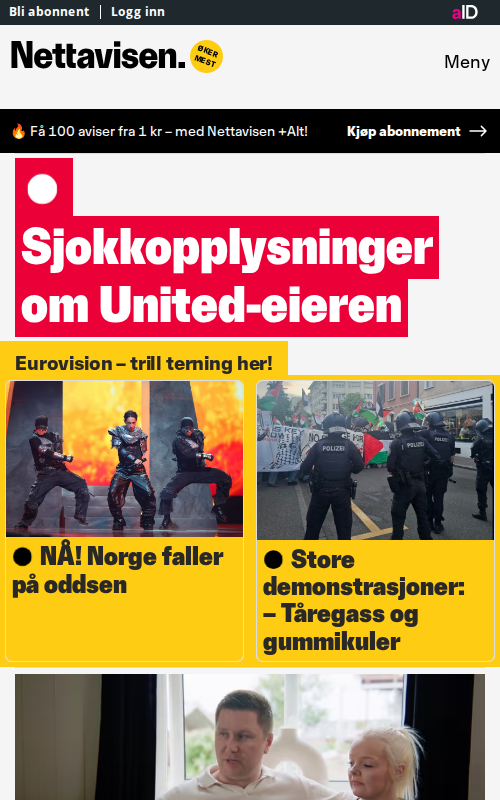 Bli abonnent
Logg inn
aID
Nettavisen.
ØKER
MEST
Meny
🔥 Få 100 aviser fra 1 kr – med Nettavisen +Alt!
Kjøp abonnement →
Sjokkopplysninger
om United-eieren
Eurovision – trill terning her!
POLIZEI
POLIZEI
NÅ! Norge faller
på oddsen
Store
demonstrasjoner:
– Tåregass og
gummikuler